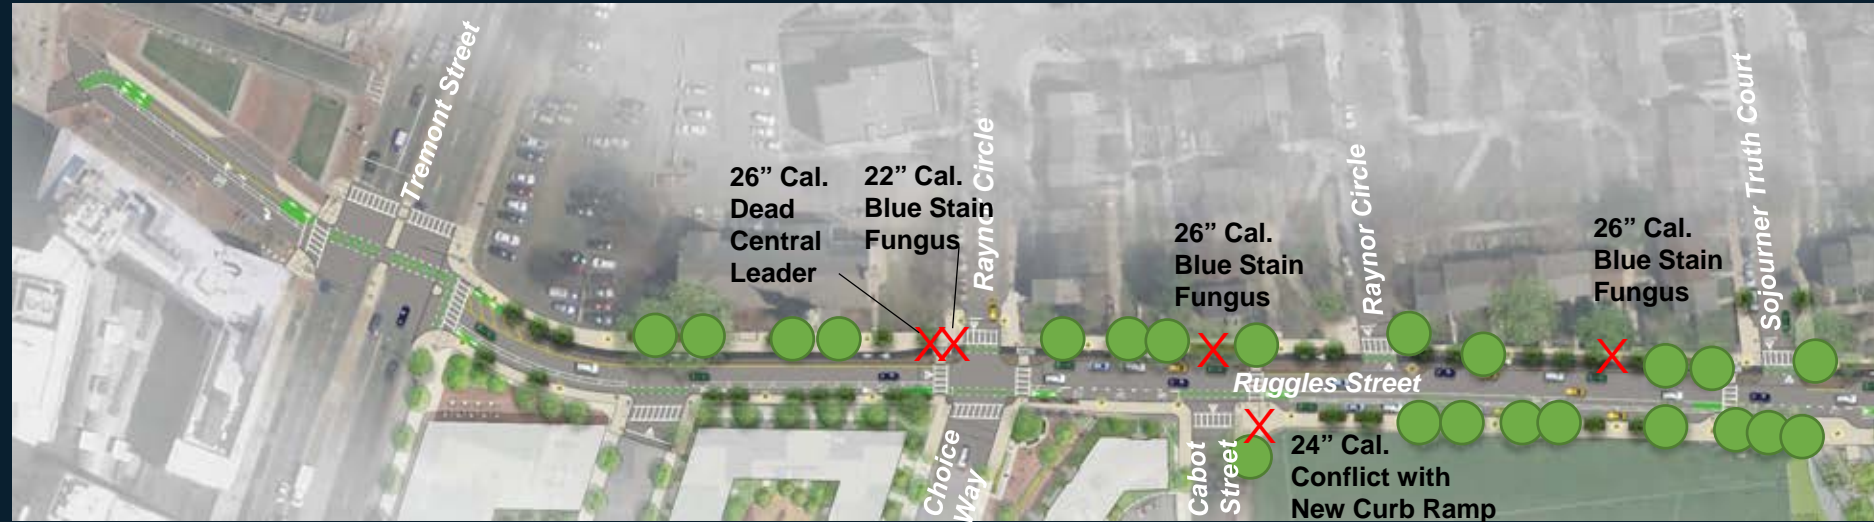 Tremont Street
26” Cal.
Dead
Central
Leader
22” Cal.
Blue Stain
Fungus
Raynor Circle
26” Cal.
Blue Stain
Fungus
Raynor Circle
26” Cal.
Blue Stain
Fungus
Sojourner Truth Court
Ruggles Street
Choice
Way
Cabot
Street
24” Cal.
Conflict with
New Curb Ramp